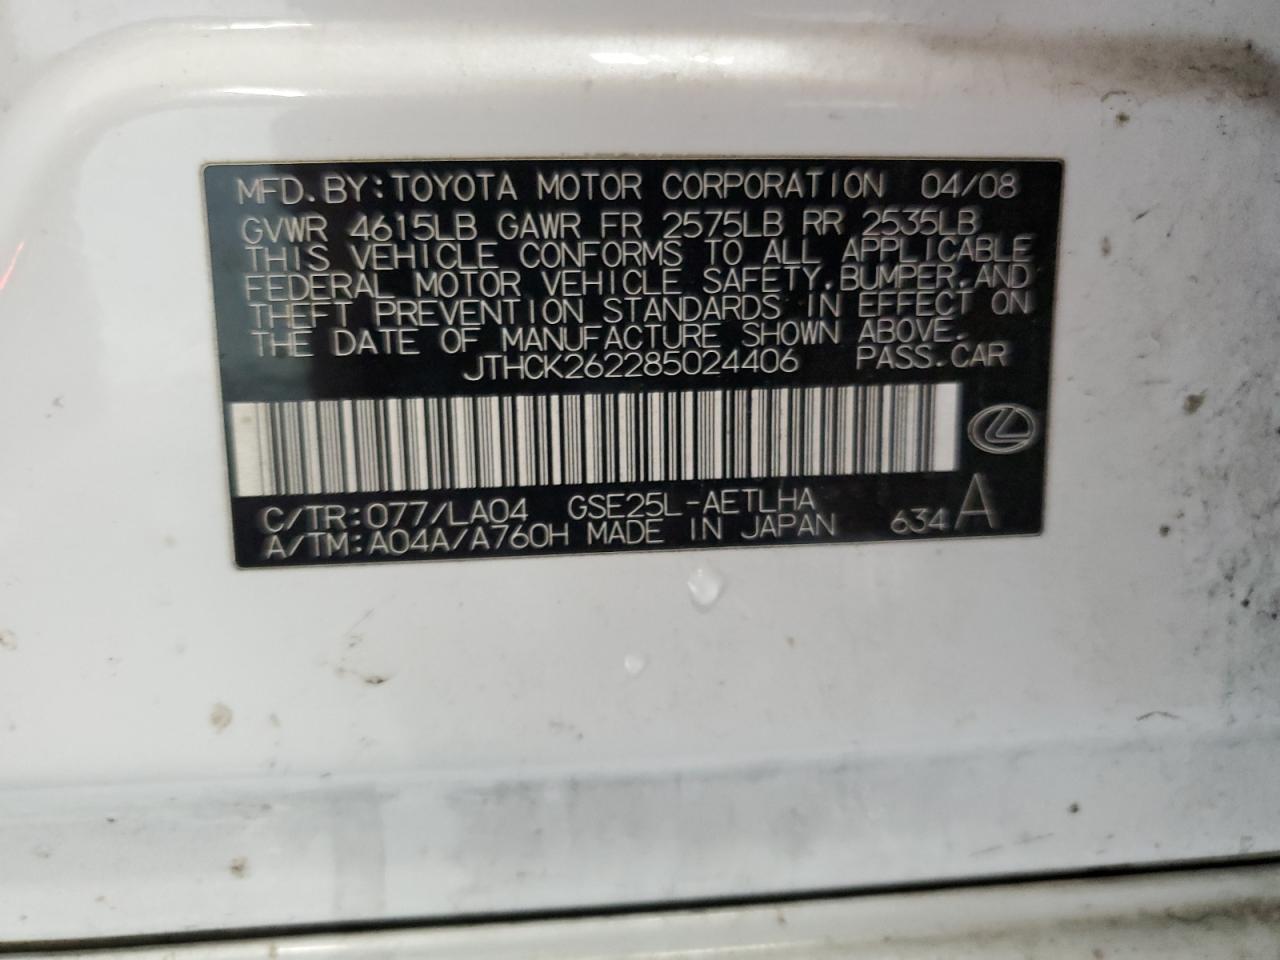 MFD.BY:TOYOTA MOTOR CORPORATION 04/08
GVWR 4615LB GAWR FR 2575LB RR 2535LB
THIS VEHICLE CONFORMS TO ALL APPLICABLE
FEDERAL MOTOR VEHICLE SAFETY,BUMPER,AND
THEFT PREVENTION STANDARDS IN EFFECT ON
THE DATE OF MANUFACTURE SHOWN ABOVE.
JTHCK262285024406 PASS.CAR
C/TR:077/LA04 GSE25L-AETLHA
A/TM:A04A/A760H MADE IN JAPAN 634 A